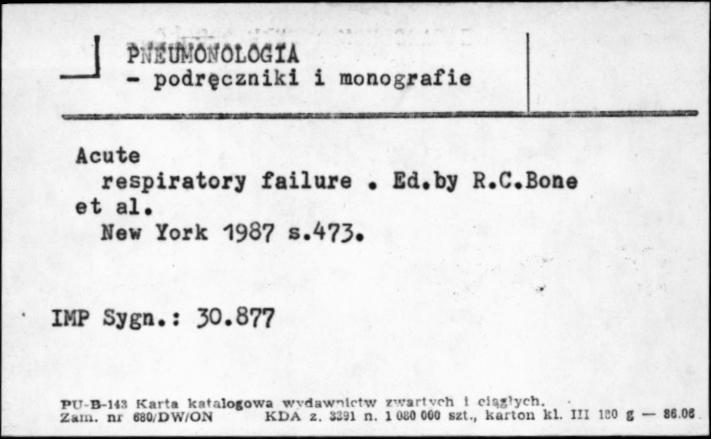 PNEUMONOLOGIA
- podręczniki i monografie
Acute
respiratory failure . Ed.by R.C.Bone
et al.
New York 1987 s.473.
IMP Sygn.: 30.877
PU-B-143 Karta katalogowa wydawnictw zwartych i ciągłych.
Zam. nr 680/DW/ON KDA z. 3391 n. 1 080 000 szt., karton kl. III 180 g — 86.06